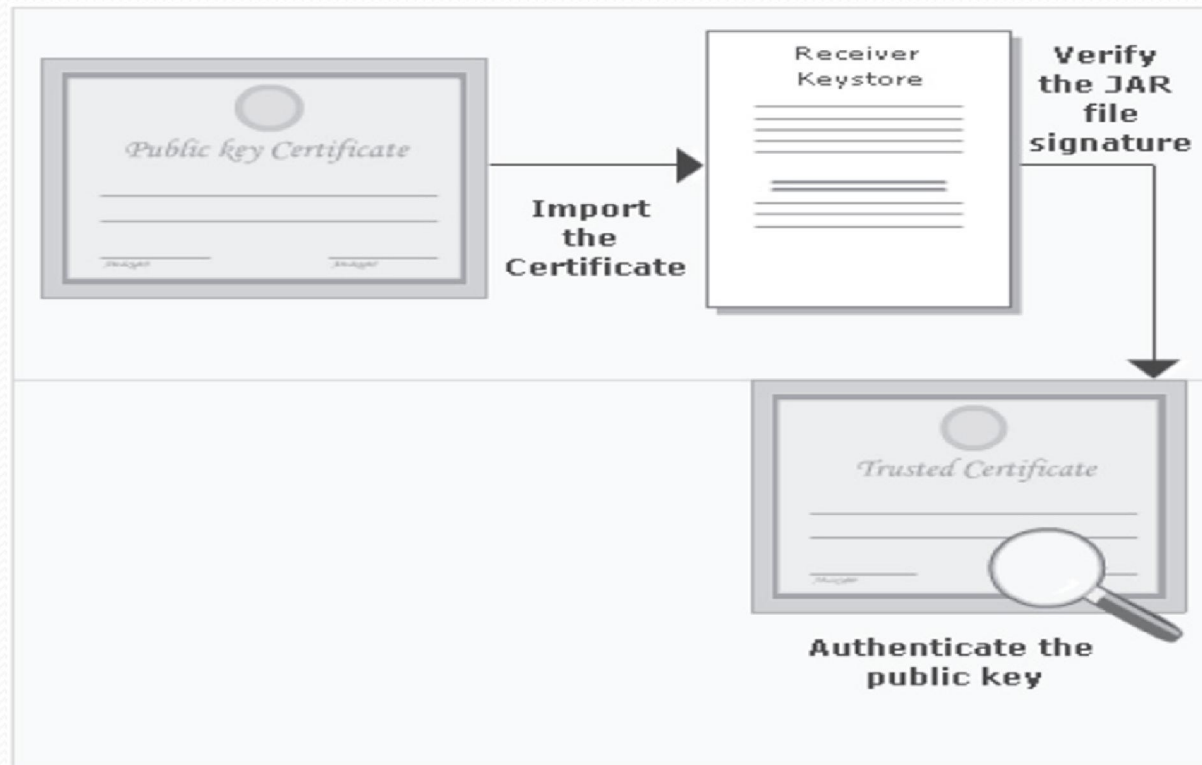 Public key Certificate
Import
the
Certificate
Receiver
Keystore
Verify
the JAR
file
signature
Trusted Certificate
Authenticate the
public key